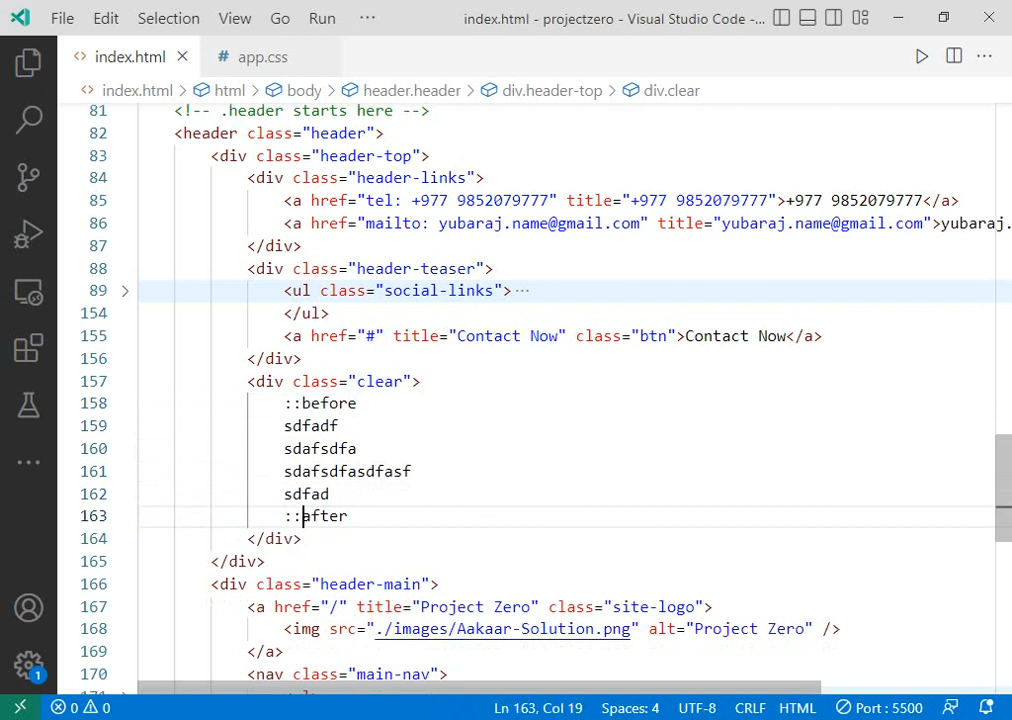 File Edit Selection View Go Run ··· index.html - projectzero - Visual Studio Code -...
<> index.html × # app.css
<> index.html > html > body > header.header > div.header-top > div.clear
81 <!-- .header starts here -->
82 <header class="header">
83 <div class="header-top">
84 <div class="header-links">
85 <a href="tel: +977 9852079777" title="+977 9852079777">+977 9852079777</a>
86 <a href="mailto: yubaraj.name@gmail.com" title="yubaraj.name@gmail.com">yubaraj.
87 </div>
88 <div class="header-teaser">
89 > <ul class="social-links">···
154 </ul>
155 <a href="#" title="Contact Now" class="btn">Contact Now</a>
156 </div>
157 <div class="clear">
158 ::before
159 sdfadf
160 sdafsdfa
161 sdafsdfasdfasf
162 sdfad
163 ::after
164 </div>
165 </div>
166 <div class="header-main">
167 <a href="/" title="Project Zero" class="site-logo">
168 <img src="./images/Aakaar-Solution.png" alt="Project Zero" />
169 </a>
170 <nav class="main-nav">
1
0 0 Ln 163, Col 19 Spaces: 4 UTF-8 CRLF HTML Port : 5500